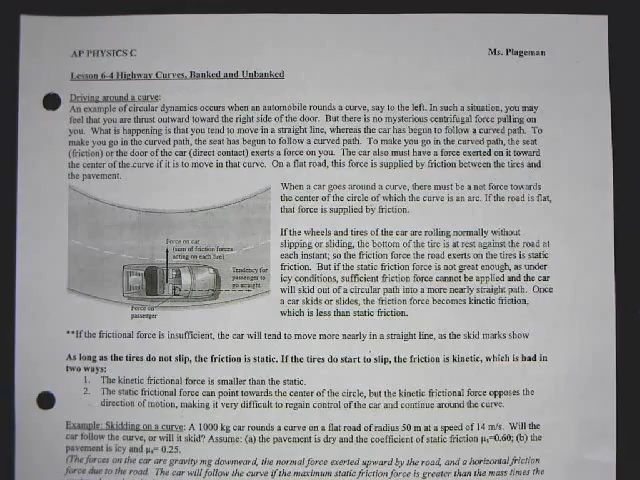 AP PHYSICS C
Ms. Plageman
Lesson 6-4 Highway Curves, Banked and Unbanked
Driving around a curve:
An example of circular dynamics occurs when an automobile rounds a curve, say to the left. In such a situation, you may
feel that you are thrust outward toward the right side of the door. But there is no mysterious centrifugal force pulling on
you. What is happening is that you tend to move in a straight line, whereas the car has begun to follow a curved path. To
make you go in the curved path, the seat has begun to follow a curved path. To make you go in the curved path, the seat
(friction) or the door of the car (direct contact) exerts a force on you. The car also must have a force exerted on it toward
the center of the curve if it is to move in that curve. On a flat road, this force is supplied by friction between the tires and
the pavement.
When a car goes around a curve, there must be a net force towards
the center of the circle of which the curve is an arc. If the road is flat,
that force is supplied by friction.
If the wheels and tires of the car are rolling normally without
slipping or sliding, the bottom of the tire is at rest against the road at
each instant; so the friction force the road exerts on the tires is static
friction. But if the static friction force is not great enough, as under
icy conditions, sufficient friction force cannot be applied and the car
will skid out of a circular path into a more nearly straight path. Once
a car skids or slides, the friction force becomes kinetic friction,
which is less than static friction.
Force on car
(sum of friction forces
acting on each tire)
Tendency for
passenger to
go straight
Force on
passenger
**If the frictional force is insufficient, the car will tend to move more nearly in a straight line, as the skid marks show
As long as the tires do not slip, the friction is static. If the tires do start to slip, the friction is kinetic, which is bad in
two ways:
1. The kinetic frictional force is smaller than the static.
2. The static frictional force can point towards the center of the circle, but the kinetic frictional force opposes the
direction of motion, making it very difficult to regain control of the car and continue around the curve.
Example: Skidding on a curve: A 1000 kg car rounds a curve on a flat road of radius 50 m at a speed of 14 m/s. Will the
car follow the curve, or will it skid? Assume: (a) the pavement is dry and the coefficient of static friction μs=0.60; (b) the
pavement is icy and μs= 0.25.
(The forces on the car are gravity mg downward, the normal force exerted upward by the road, and a horizontal friction
force due to the road. The car will follow the curve if the maximum static friction force is greater than the mass times the